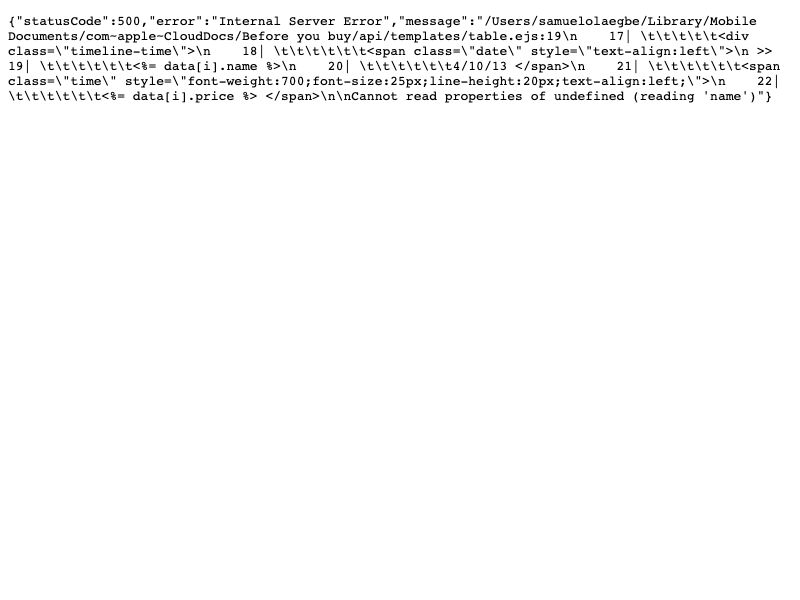 {"statusCode":500,"error":"Internal Server Error","message":"/Users/samuelolaegbe/Library/Mobile
Documents/com~apple~CloudDocs/Before you buy/api/templates/table.ejs:19\n    17| \t\t\t\t\t<div
class=\"timeline-time\">\n    18| \t\t\t\t\t\t<span class=\"date\" style=\"text-align:left\">\n >>
19| \t\t\t\t\t\t<%= data[i].name %>\n    20| \t\t\t\t\t\t4/10/13 </span>\n    21| \t\t\t\t\t\t<span
class=\"time\" style=\"font-weight:700;font-size:25px;line-height:20px;text-align:left;\">\n    22|
\t\t\t\t\t\t<%= data[i].price %> </span>\n\nCannot read properties of undefined (reading 'name')"}